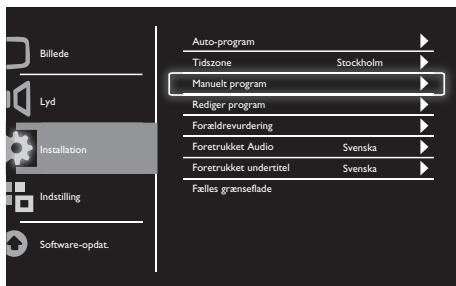 Billede
Lyd
Installation
Indstilling
Software-opdat.
Auto-program
Tidszone Stockholm
Manuelt program
Rediger program
Forældrevurdering
Foretrukket Audio Svenska
Foretrukket undertitel Svenska
Fælles grænseflade